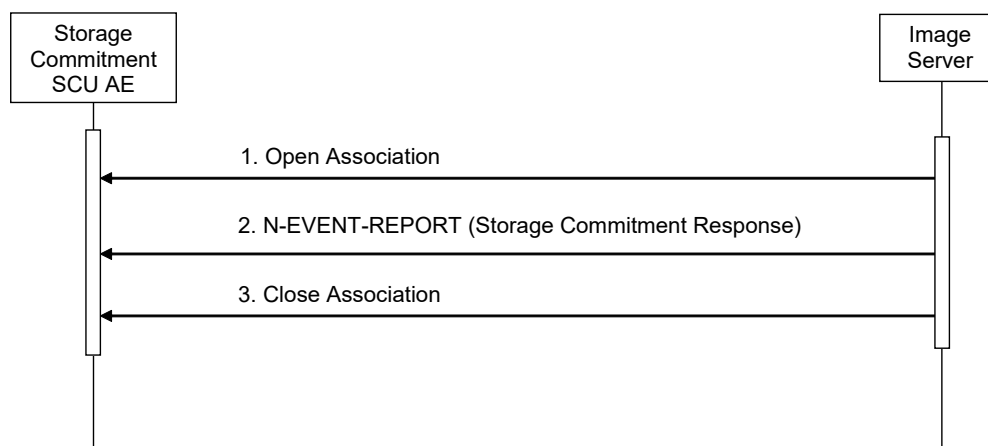 Storage
Commitment
SCU AE
Image
Server
1. Open Association
2. N-EVENT-REPORT (Storage Commitment Response)
3. Close Association